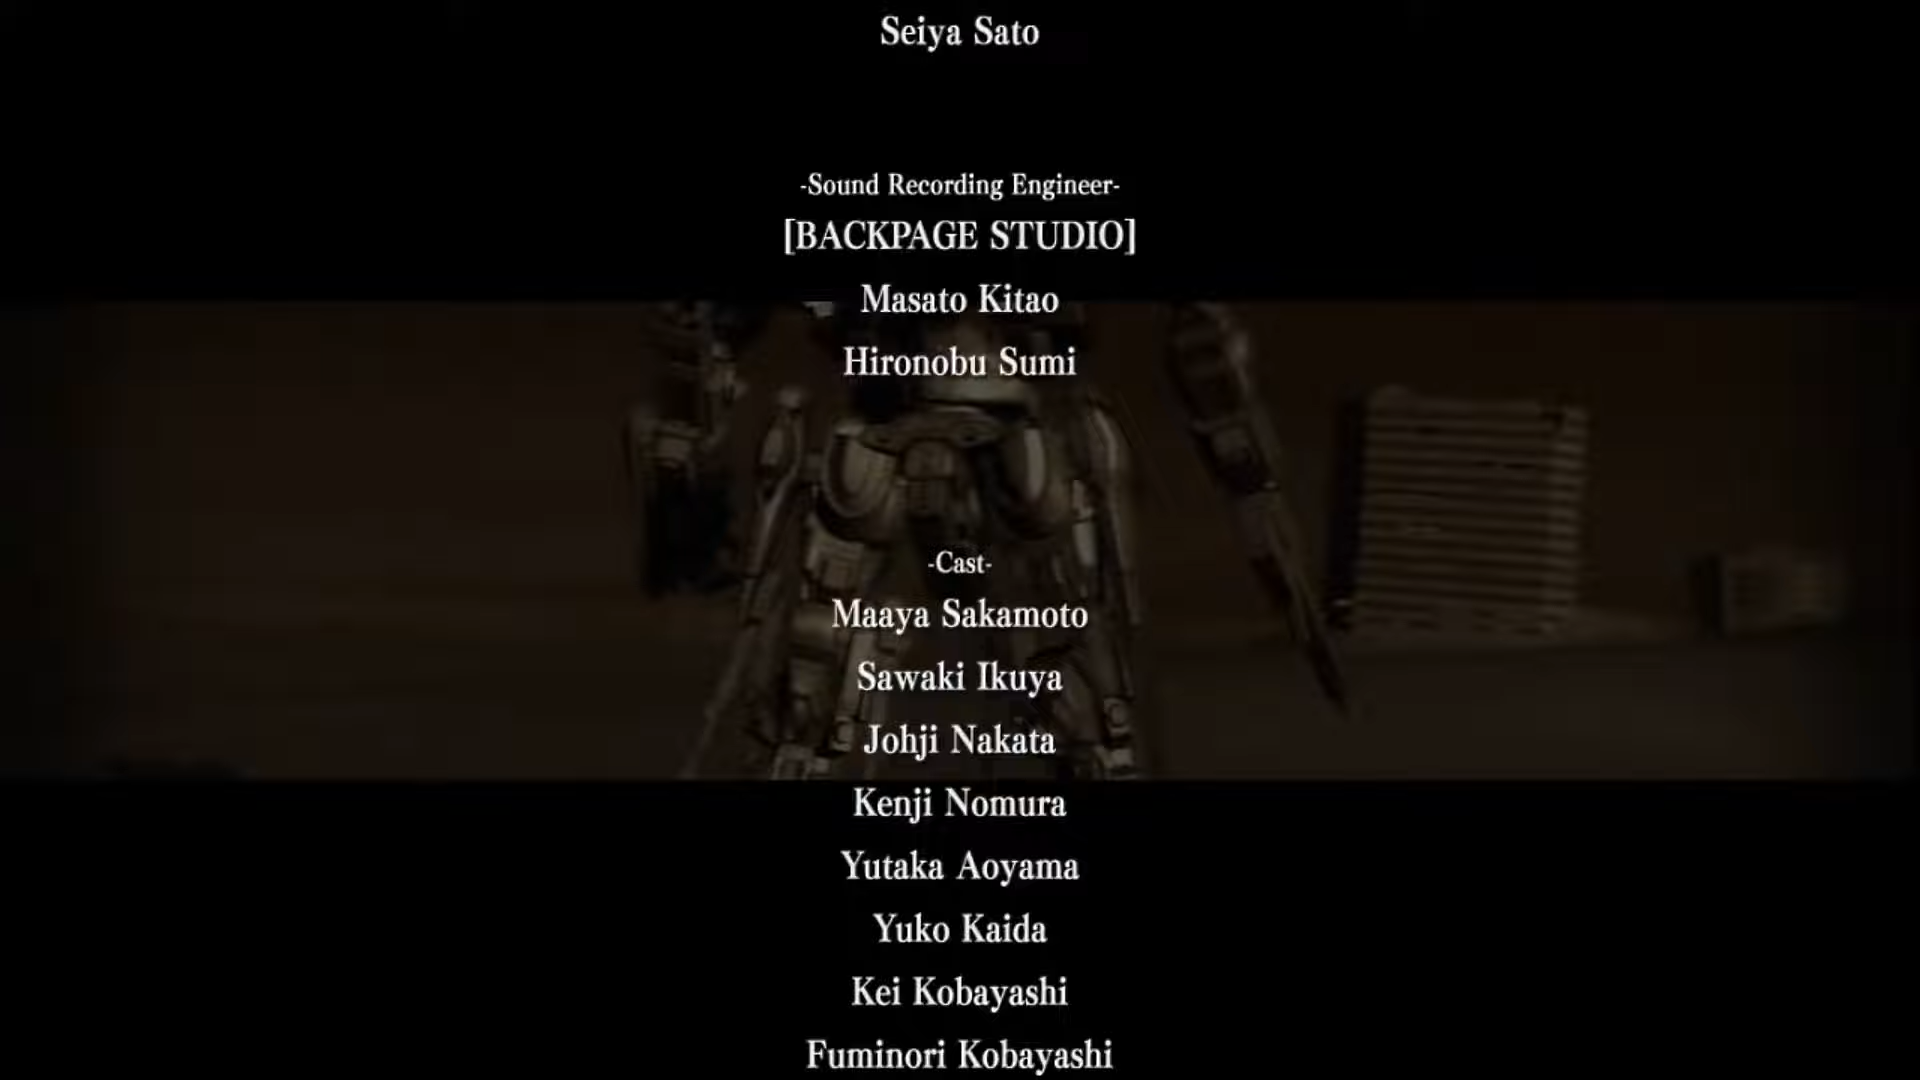 Seiya Sato
-Sound Recording Engineer-
[BACKPAGE STUDIO]
Masato Kitao
Hironobu Sumi
-Cast-
Maaya Sakamoto
Sawaki Ikuya
Johji Nakata
Kenji Nomura
Yutaka Aoyama
Yuko Kaida
Kei Kobayashi
Fuminori Kobayashi